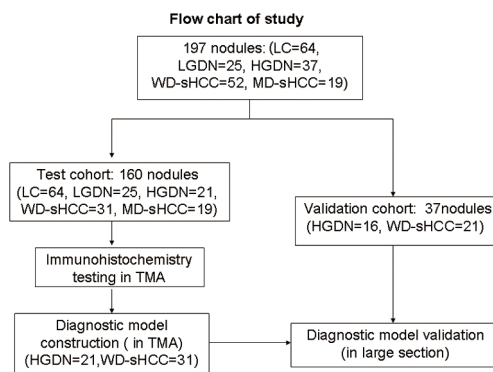 Flow chart of study
197 nodules: (LC=64,
LGDN=25, HGDN=37,
WD-sHCC=52, MD-sHCC=19)
Test cohort: 160 nodules
(LC=64, LGDN=25, HGDN=21,
WD-sHCC=31, MD-sHCC=19)
Validation cohort: 37nodules
(HGDN=16, WD-sHCC=21)
Immunohistochemistry
testing in TMA
Diagnostic model
construction ( in TMA)
(HGDN=21,WD-sHCC=31)
Diagnostic model validation
(in large section)